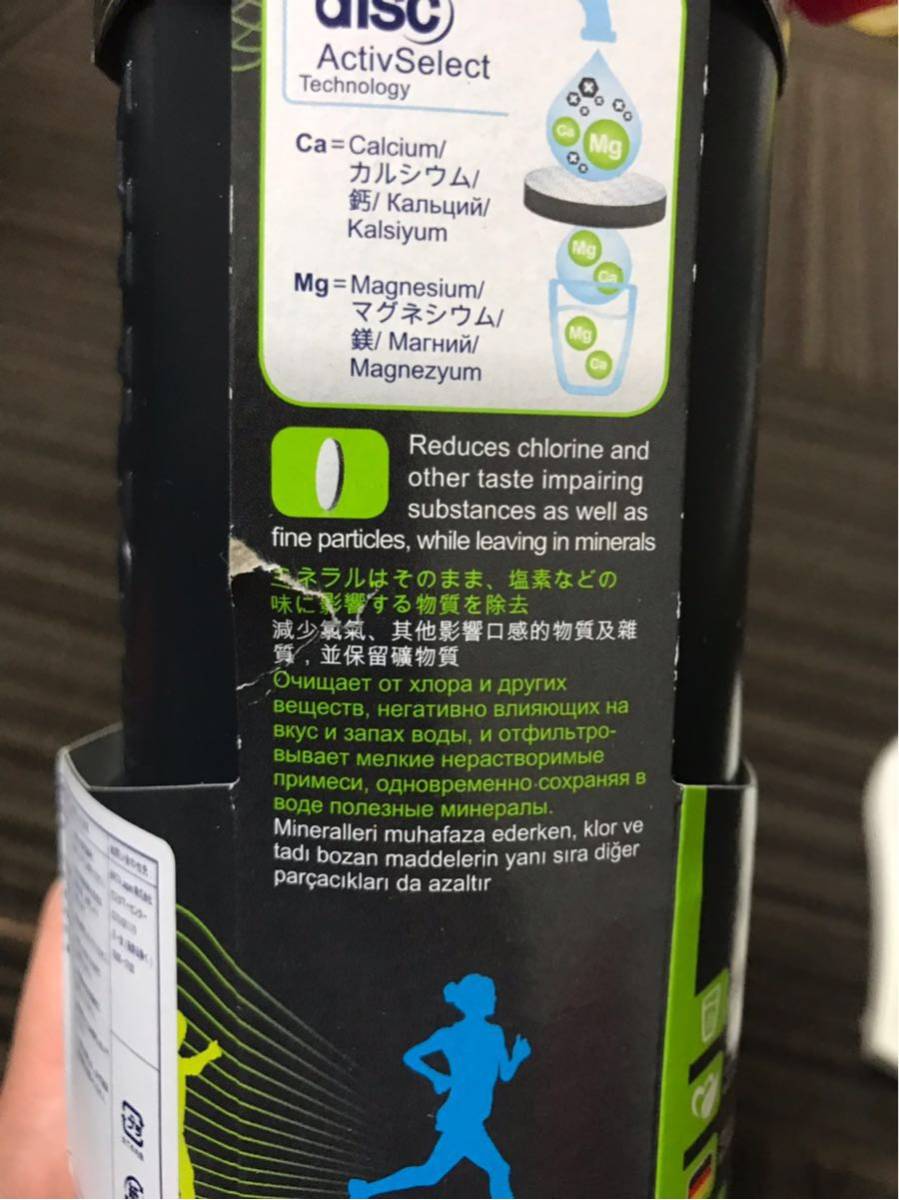 disc
ActivSelect
Technology
Ca=Calcium/
カルシウム/
鈣/ Кальций/
Kalsiyum
Mg=Magnesium/
マグネシウム/
鎂/ Магний/
Magnezyum
Ca
Mg
Mg
Ca
Mg
Ca
Reduces chlorine and
other taste impairing
substances as well as
fine particles, while leaving in minerals
ミネラルはそのまま、塩素などの
味に影響する物質を除去
減少氯氣、其他影響口感的物質及雜
質，並保留礦物質
Очищает от хлора и других
веществ, негативно влияющих на
вкус и запах воды, и отфильтро-
вывает мелкие нерастворимые
примеси, одновременно сохраняя в
воде полезные минералы.
Mineralleri muhafaza ederken, klor ve
tadı bozan maddelerin yanı sıra diğer
parçacıkları da azaltır